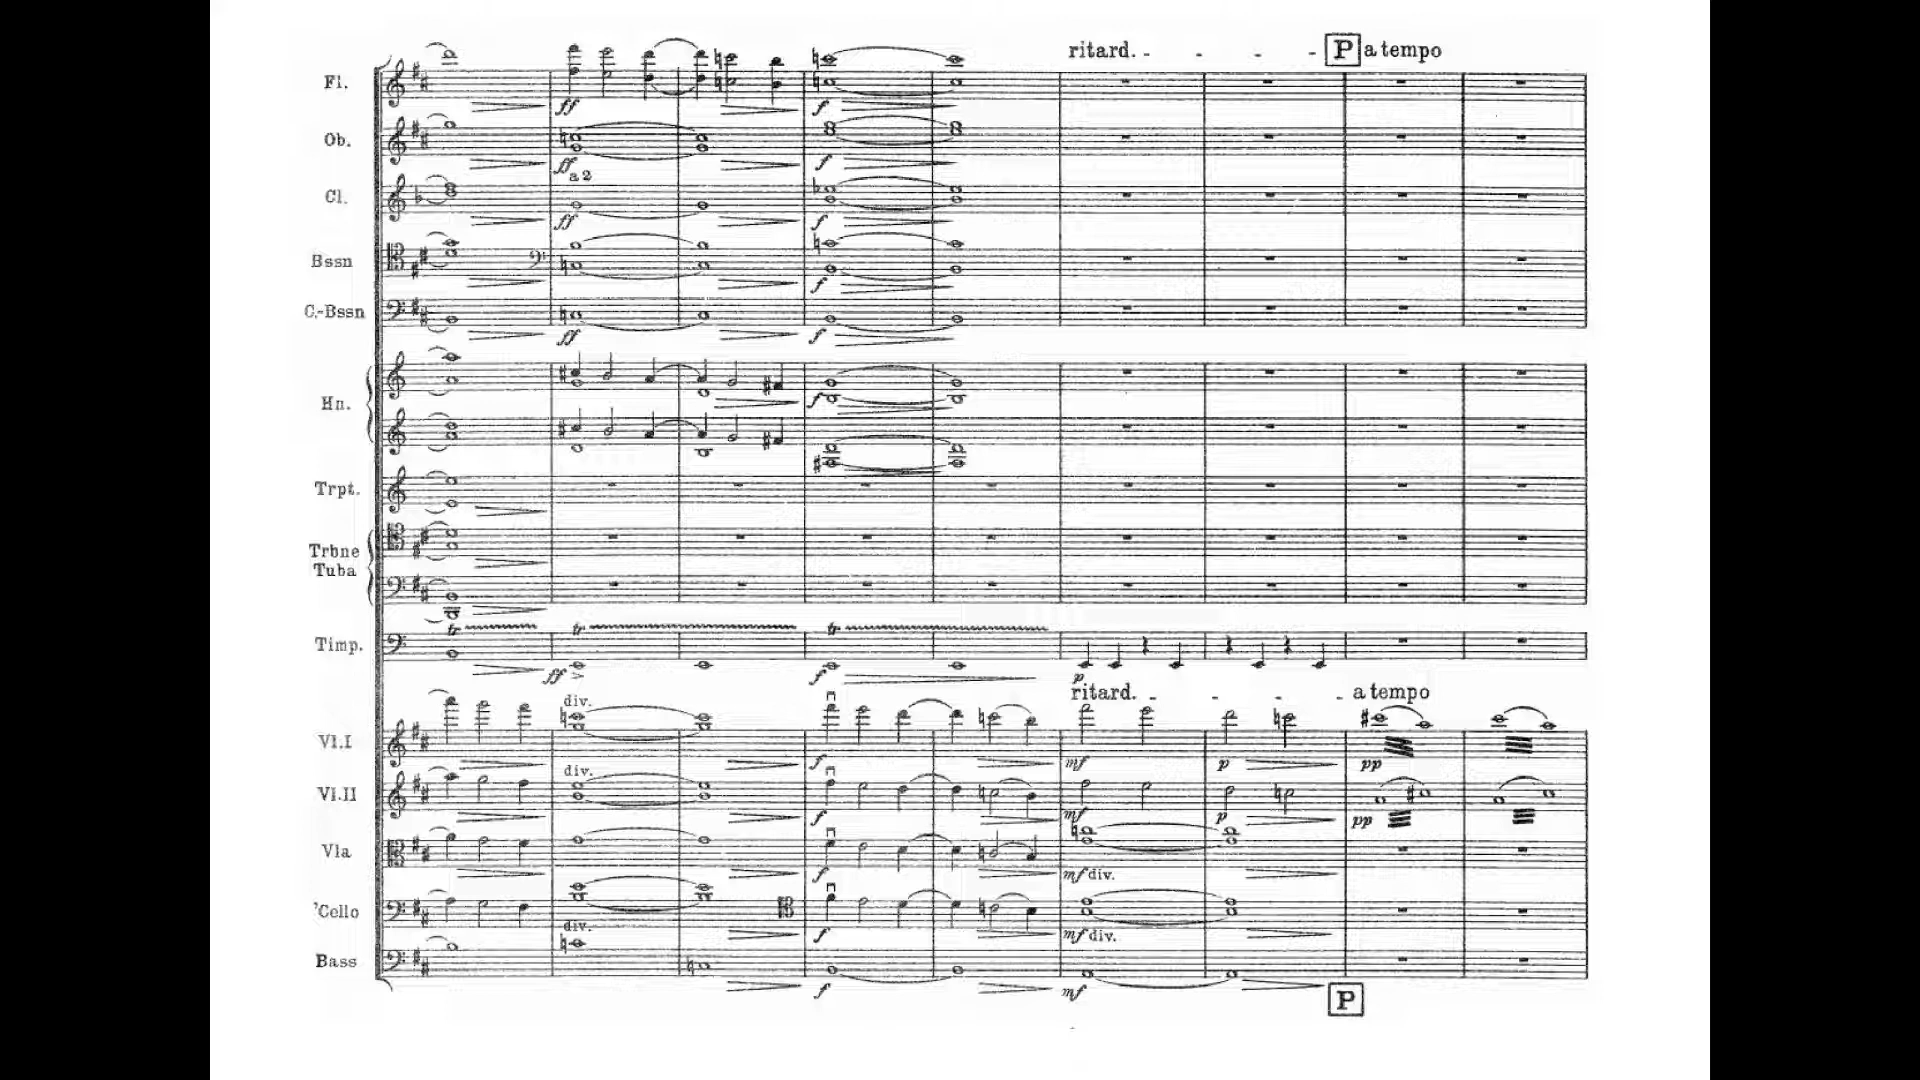 ritard. - - - - P a tempo
Fl.
ff f
Ob.
ff f
a 2
Cl.
ff f
Bssn
f
C.-Bssn
ff f
Hn.
f
Trpt.
Trbne
Tuba
tr tr tr
Timp.
ff f p
ritard. - - - - a tempo
div.
Vl.I
f mf p pp
div.
Vl.II
f mf p pp
Vla
f mf div.
'Cello
div.
f mf div.
Bass
f mf
P